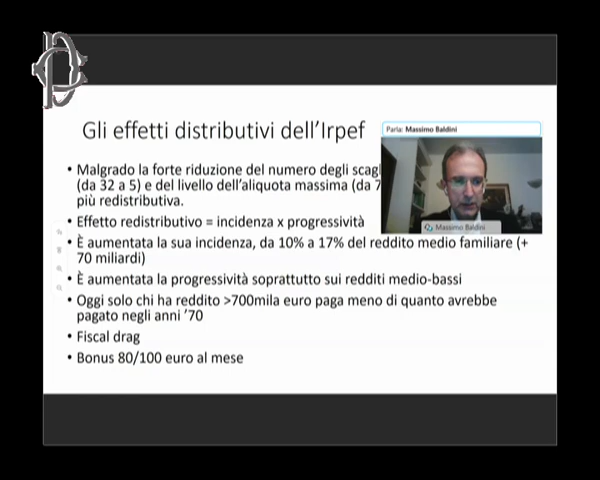 Gli effetti distributivi dell'Irpef
Parla: Massimo Baldini
• Malgrado la forte riduzione del numero degli
(da 32 a 5) e del livello dell'aliquota massima (da
più redistributiva.
Massimo Baldini
• Effetto redistributivo = incidenza x progressività
• È aumentata la sua incidenza, da 10% a 17% del reddito medio familiare (+
70 miliardi)
• È aumentata la progressività soprattutto sui redditi medio-bassi
• Oggi solo chi ha reddito >700mila euro paga meno di quanto avrebbe
pagato negli anni '70
• Fiscal drag
• Bonus 80/100 euro al mese